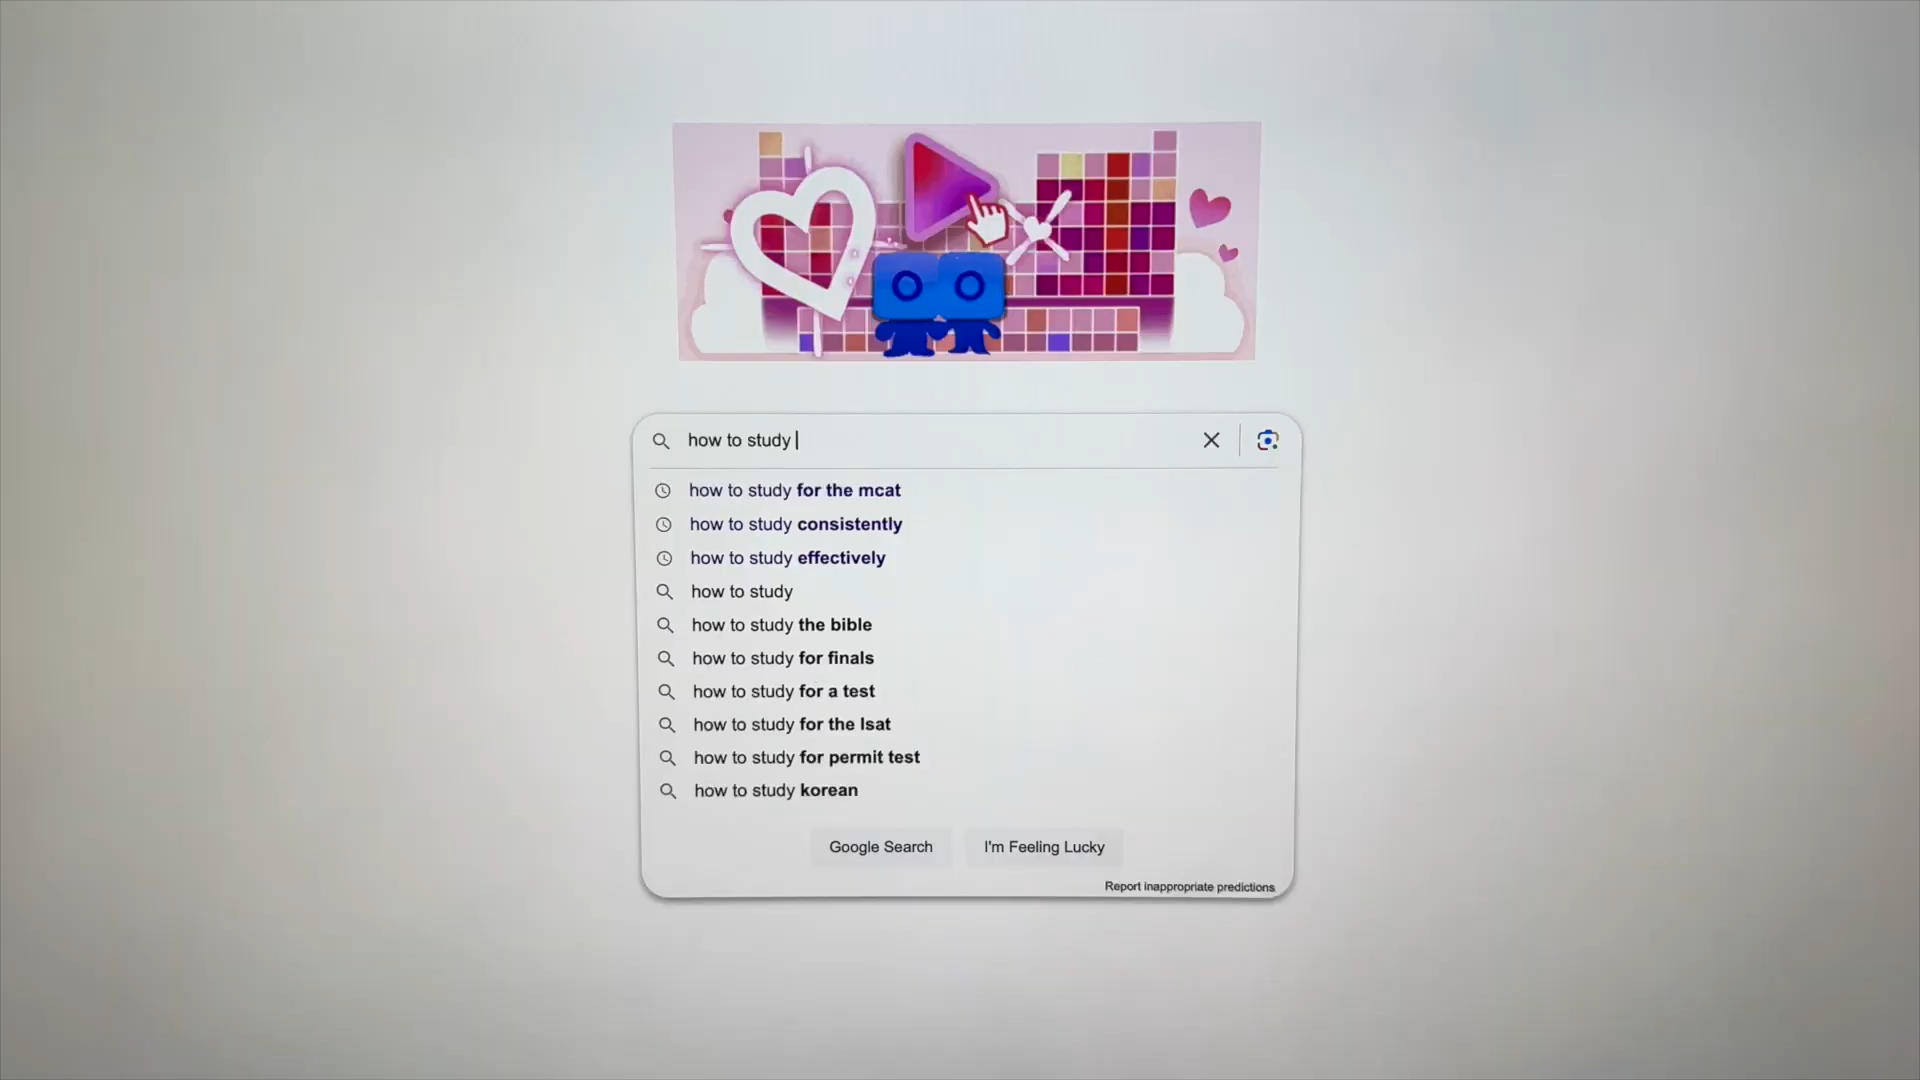 how to study
how to study for the mcat
how to study consistently
how to study effectively
how to study
how to study the bible
how to study for finals
how to study for a test
how to study for the lsat
how to study for permit test
how to study korean
Google Search
I'm Feeling Lucky
Report inappropriate predictions